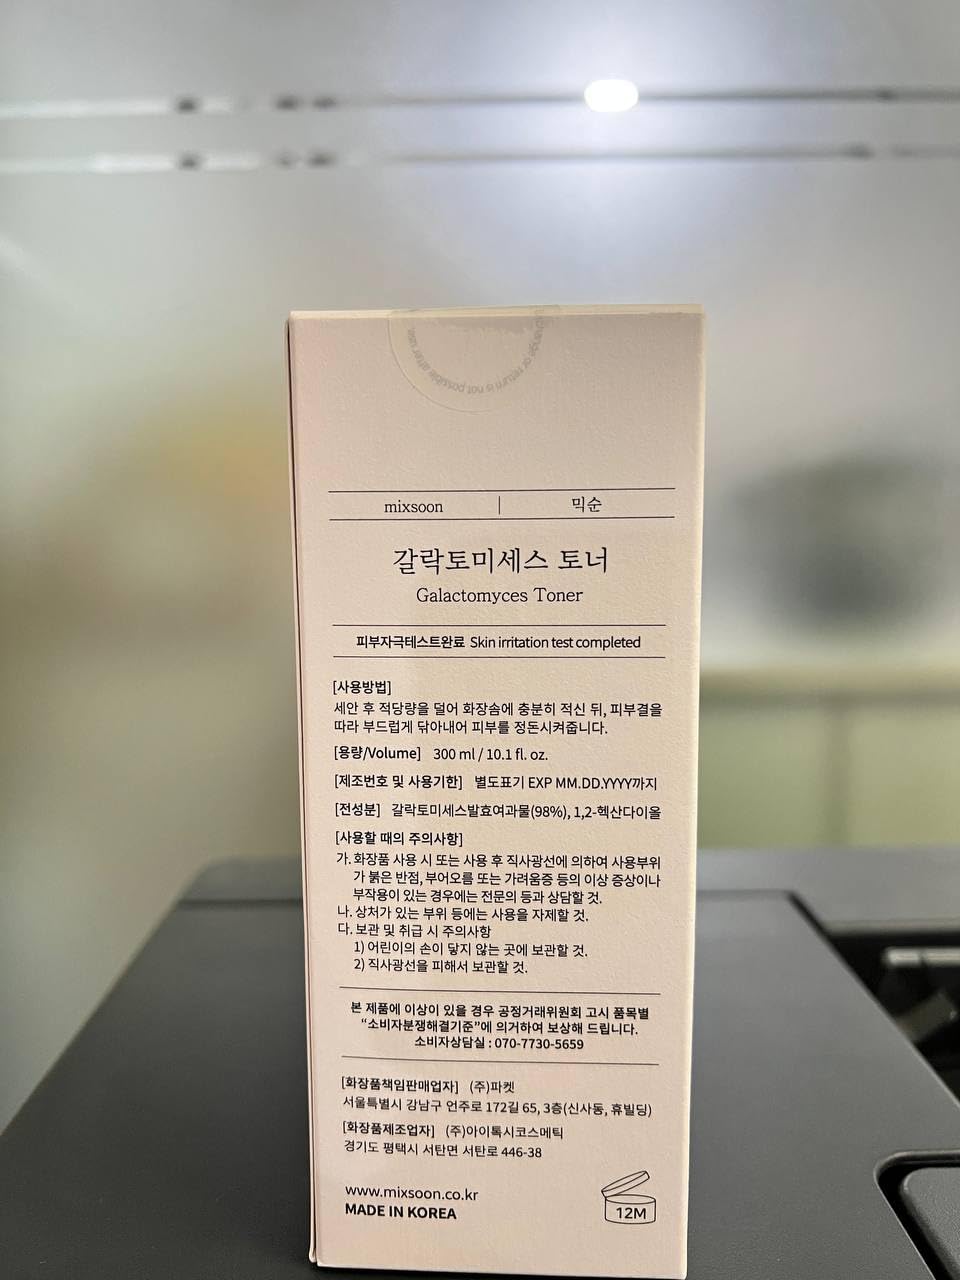 exchange or return is not possible after use.
mixsoon | 믹순
갈락토미세스 토너
Galactomyces Toner
피부자극테스트완료 Skin irritation test completed
[사용방법]
세안 후 적당량을 덜어 화장솜에 충분히 적신 뒤, 피부결을
따라 부드럽게 닦아내어 피부를 정돈시켜줍니다.
[용량/Volume] 300 ml / 10.1 fl. oz.
[제조번호 및 사용기한] 별도표기 EXP MM.DD.YYYY까지
[전성분] 갈락토미세스발효여과물(98%), 1,2-헥산다이올
[사용할 때의 주의사항]
가. 화장품 사용 시 또는 사용 후 직사광선에 의하여 사용부위
가 붉은 반점, 부어오름 또는 가려움증 등의 이상 증상이나
부작용이 있는 경우에는 전문의 등과 상담할 것.
나. 상처가 있는 부위 등에는 사용을 자제할 것.
다. 보관 및 취급 시 주의사항
1) 어린이의 손이 닿지 않는 곳에 보관할 것.
2) 직사광선을 피해서 보관할 것.
본 제품에 이상이 있을 경우 공정거래위원회 고시 품목별
“소비자분쟁해결기준”에 의거하여 보상해 드립니다.
소비자상담실 : 070-7730-5659
[화장품책임판매업자] (주)파켓
서울특별시 강남구 언주로 172길 65, 3층(신사동, 휴빌딩)
[화장품제조업자] (주)아이톡시코스메틱
경기도 평택시 서탄면 서탄로 446-38
www.mixsoon.co.kr
MADE IN KOREA
12M